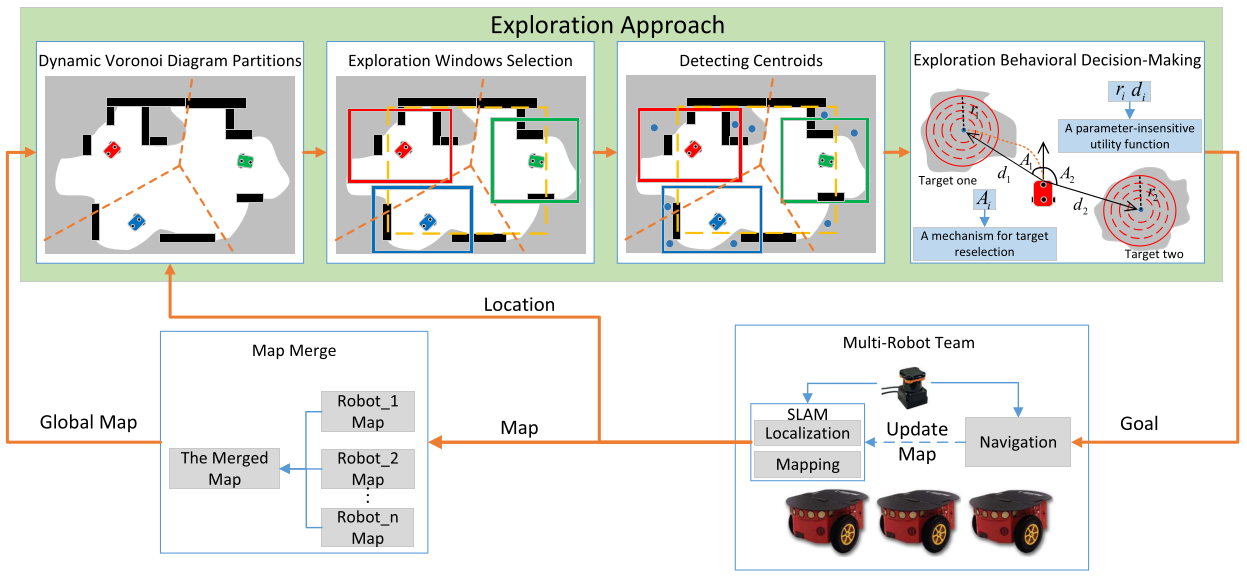 Exploration Approach
Dynamic Voronoi Diagram Partitions
Exploration Windows Selection
Detecting Centroids
Exploration Behavioral Decision-Making
r_i d_i
A parameter-insensitive
utility function
r_1
Target one
d_1
A_1
A_2
d_2
r_2
A_i
A mechanism for target
reselection
Target two
Location
Map Merge
Robot_1
Map
Robot_2
Map
⋮
Robot_n
Map
The Merged
Map
Global Map
Map
Multi-Robot Team
SLAM
Localization
Mapping
Update
Map
Navigation
Goal